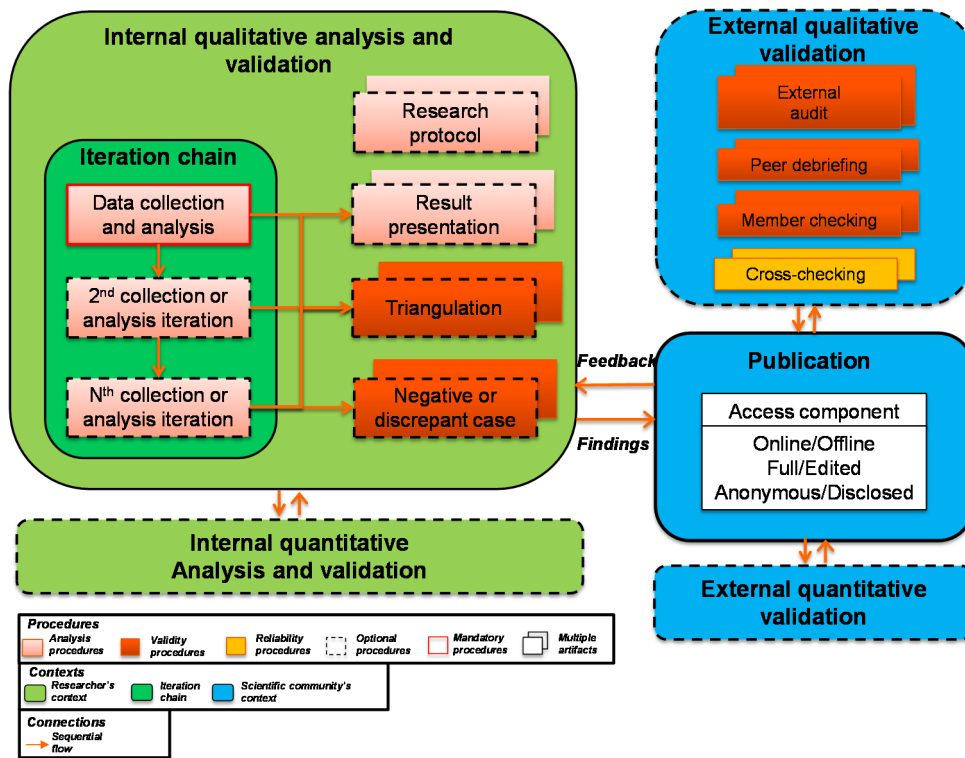 Internal qualitative analysis and
validation
Research
protocol
Iteration chain
Data collection
and analysis
Result
presentation
2nd collection or
analysis iteration
Triangulation
Nth collection or
analysis iteration
Negative or
discrepant case
Internal quantitative
Analysis and validation
External qualitative
validation
External
audit
Peer debriefing
Member checking
Cross-checking
Feedback
Findings
Publication
Access component
Online/Offline
Full/Edited
Anonymous/Disclosed
External quantitative
validation
Procedures
Analysis
procedures
Validity
procedures
Reliability
procedures
Optional
procedures
Mandatory
procedures
Multiple
artifacts
Contexts
Researcher's
context
Iteration
chain
Scientific community's
context
Connections
Sequential
flow